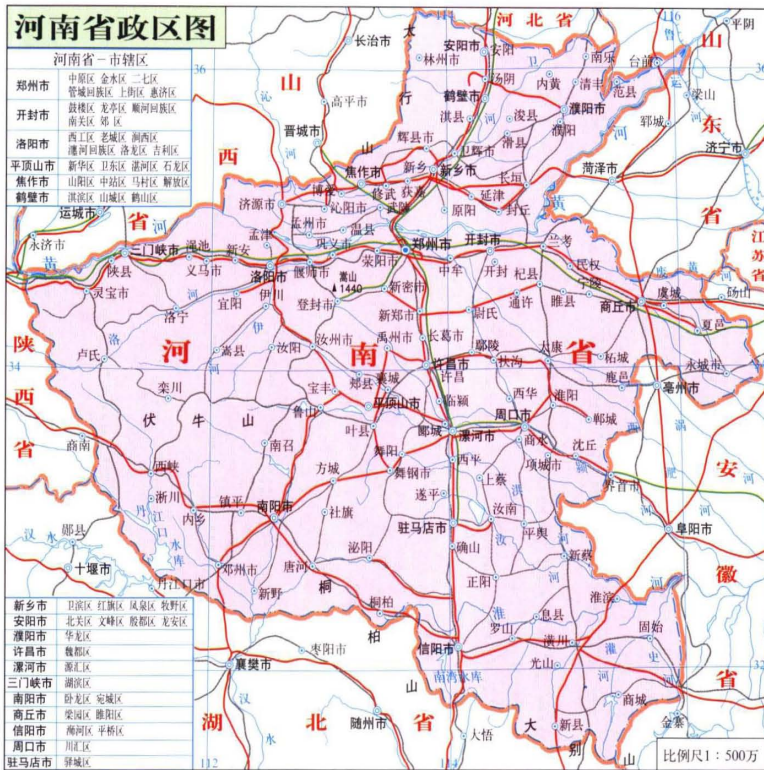 河南省政区图
河南省－市辖区
郑州市 中原区 金水区 二七区
管城回族区 上街区 惠济区
开封市 鼓楼区 龙亭区 顺河回族区
南关区 郊 区
洛阳市 西工区 老城区 涧西区
瀍河回族区 洛龙区 吉利区
平顶山市 新华区 卫东区 湛河区 石龙区
焦作市 山阳区 中站区 马村区 解放区
鹤壁市 淇滨区 山城区 鹤山区
114
116
河北省
山
平阴
长治市
太
安阳市
安阳
南乐
台前
36
36
林州市
汤阴
内黄
清丰
范县
梁山
运
河
高平市
行
鹤壁市
淇县
浚县
濮阳市
濮阳
郓城
东
晋城市
山
辉县市
卫辉市
滑县
济宁市
西
焦作市
新乡
新乡市
长垣
菏泽市
博爱
修武
获嘉
延津
省
运城市
济源市
沁阳市
武陟
原阳
封丘
黄
省
孟州市
温县
江苏省
永济市
黄
三门峡市
渑池
新安
孟津
巩义市
荥阳市
郑州市
开封市
兰考
陕县
义马市
洛阳市
偃师市
中牟
开封
民权
灵宝市
嵩山
1440
新密市
杞县
宁陵
商丘市
虞城
砀山
宜阳
伊川
登封市
通许
睢县
洛宁
新郑市
尉氏
夏邑
陕
卢氏
河
嵩县
汝阳
汝州市
禹州市
长葛市
鄢陵
扶沟
太康
省
柘城
永城市
南
34
34
西
栾川
宝丰
郏县
襄城
许昌市
许昌
鹿邑
亳州市
省
伏牛山
鲁山
平顶山市
临颍
西华
淮阳
郸城
叶县
郾城
周口市
商南
南召
舞阳
漯河市
商水
沈丘
安
西峡
方城
舞钢市
西平
项城市
上蔡
界首市
淅川
镇平
遂平
内乡
南阳市
社旗
驻马店市
汝南
平舆
阜阳市
汉水
郧县
丹江口水库
泌阳
确山
新蔡
徽
十堰市
邓州市
唐河
正阳
丹江口市
新野
桐
桐柏
淮滨
息县
柏
罗山
信阳市
潢川
固始
枣阳市
襄樊市
南湾水库
光山
32
省
山
商城
湖北省
随州市
大
新县
金寨
大悟
别
山
汉水
112
114
新乡市 卫滨区 红旗区 凤泉区 牧野区
安阳市 北关区 文峰区 殷都区 龙安区
濮阳市 华龙区
许昌市 魏都区
漯河市 源汇区
三门峡市 湖滨区
南阳市 卧龙区 宛城区
商丘市 梁园区 睢阳区
信阳市 浉河区 平桥区
周口市 川汇区
驻马店市 驿城区
比例尺1：500万